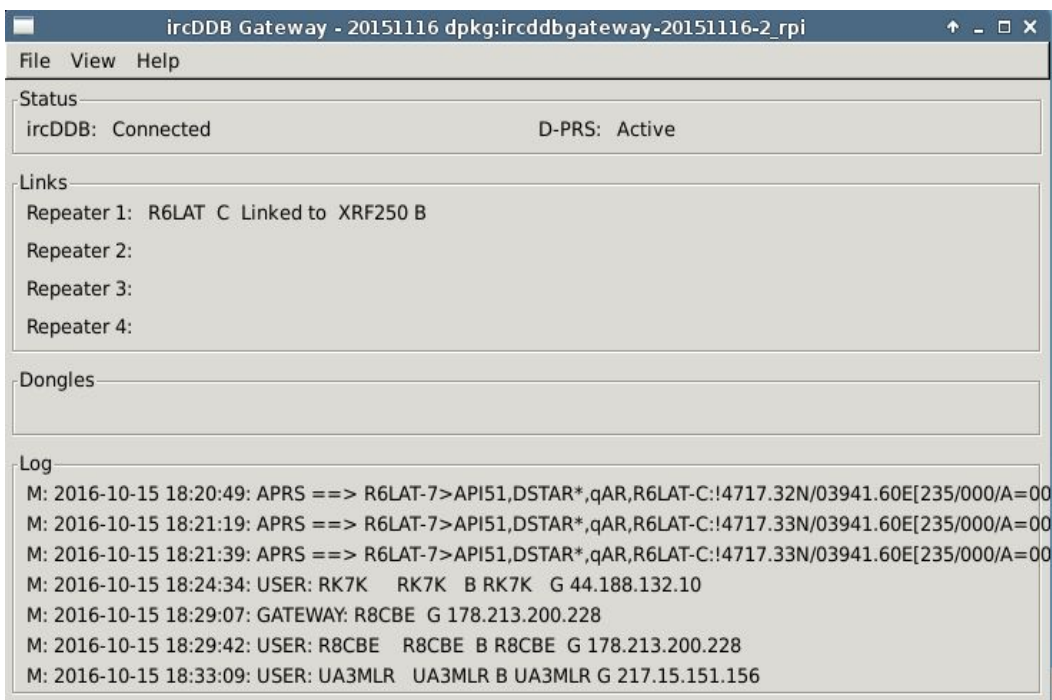 ircDDB Gateway - 20151116 dpkg:ircddbgateway-20151116-2_rpi
File View Help
Status
ircDDB: Connected D-PRS: Active
Links
Repeater 1: R6LAT C Linked to XRF250 B
Repeater 2:
Repeater 3:
Repeater 4:
Dongles
Log
M: 2016-10-15 18:20:49: APRS ==> R6LAT-7>API51,DSTAR*,qAR,R6LAT-C:!4717.32N/03941.60E[235/000/A=00
M: 2016-10-15 18:21:19: APRS ==> R6LAT-7>API51,DSTAR*,qAR,R6LAT-C:!4717.33N/03941.60E[235/000/A=00
M: 2016-10-15 18:21:39: APRS ==> R6LAT-7>API51,DSTAR*,qAR,R6LAT-C:!4717.33N/03941.60E[235/000/A=00
M: 2016-10-15 18:24:34: USER: RK7K RK7K B RK7K G 44.188.132.10
M: 2016-10-15 18:29:07: GATEWAY: R8CBE G 178.213.200.228
M: 2016-10-15 18:29:42: USER: R8CBE R8CBE B R8CBE G 178.213.200.228
M: 2016-10-15 18:33:09: USER: UA3MLR UA3MLR B UA3MLR G 217.15.151.156